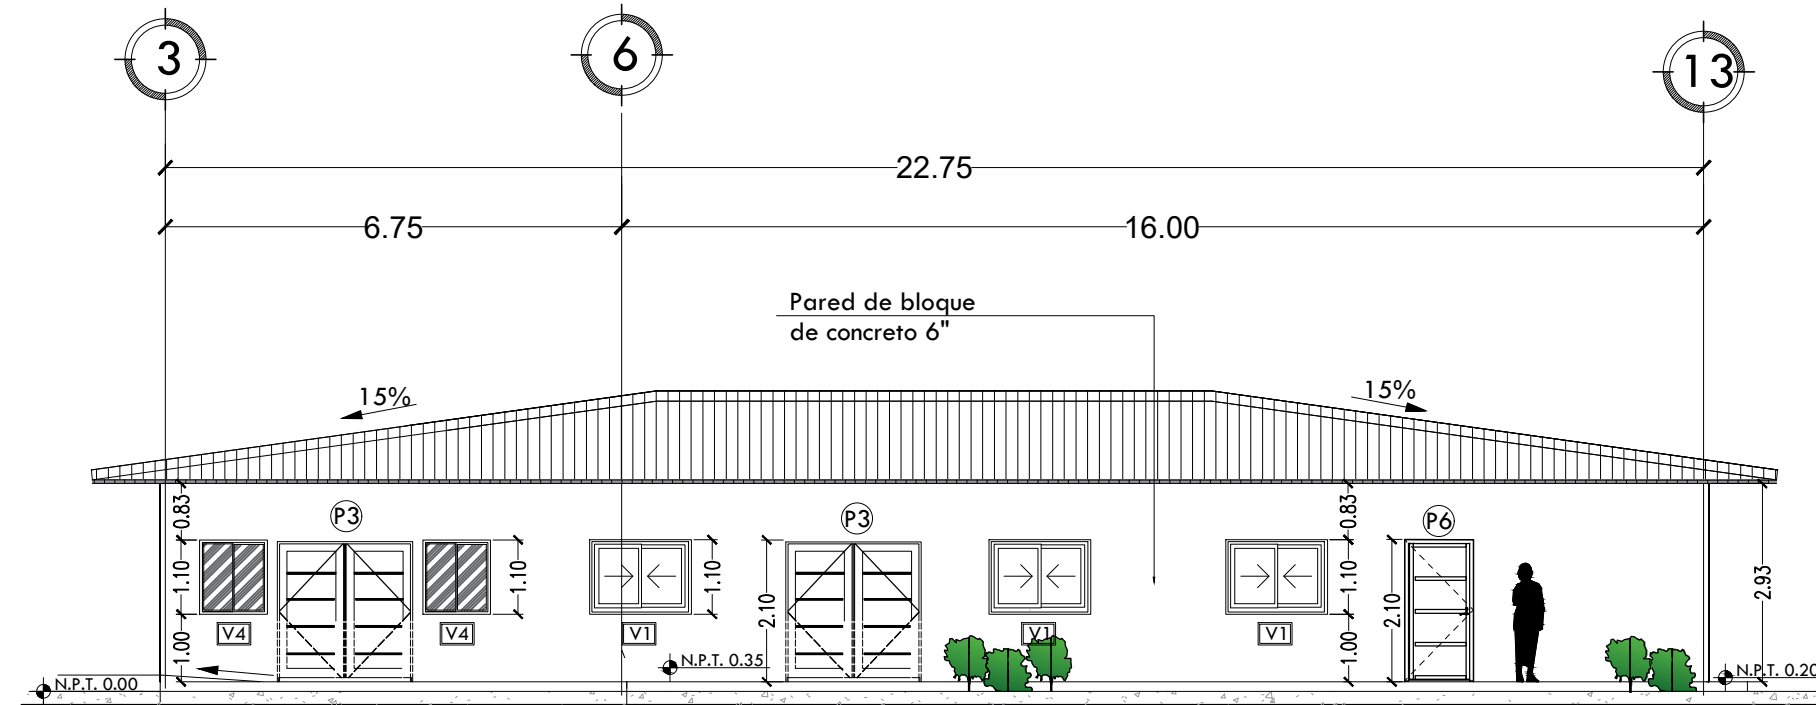 3
6
13
22.75
6.75
16.00
Pared de bloque
de concreto 6"
15%
15%
0.83
0.83
P3
P3
P6
1.10
1.10
1.10
2.10
1.10
2.10
2.93
V4
V4
V1
V1
V1
1.00
1.00
N.P.T. 0.35
N.P.T. 0.00
N.P.T. 0.20